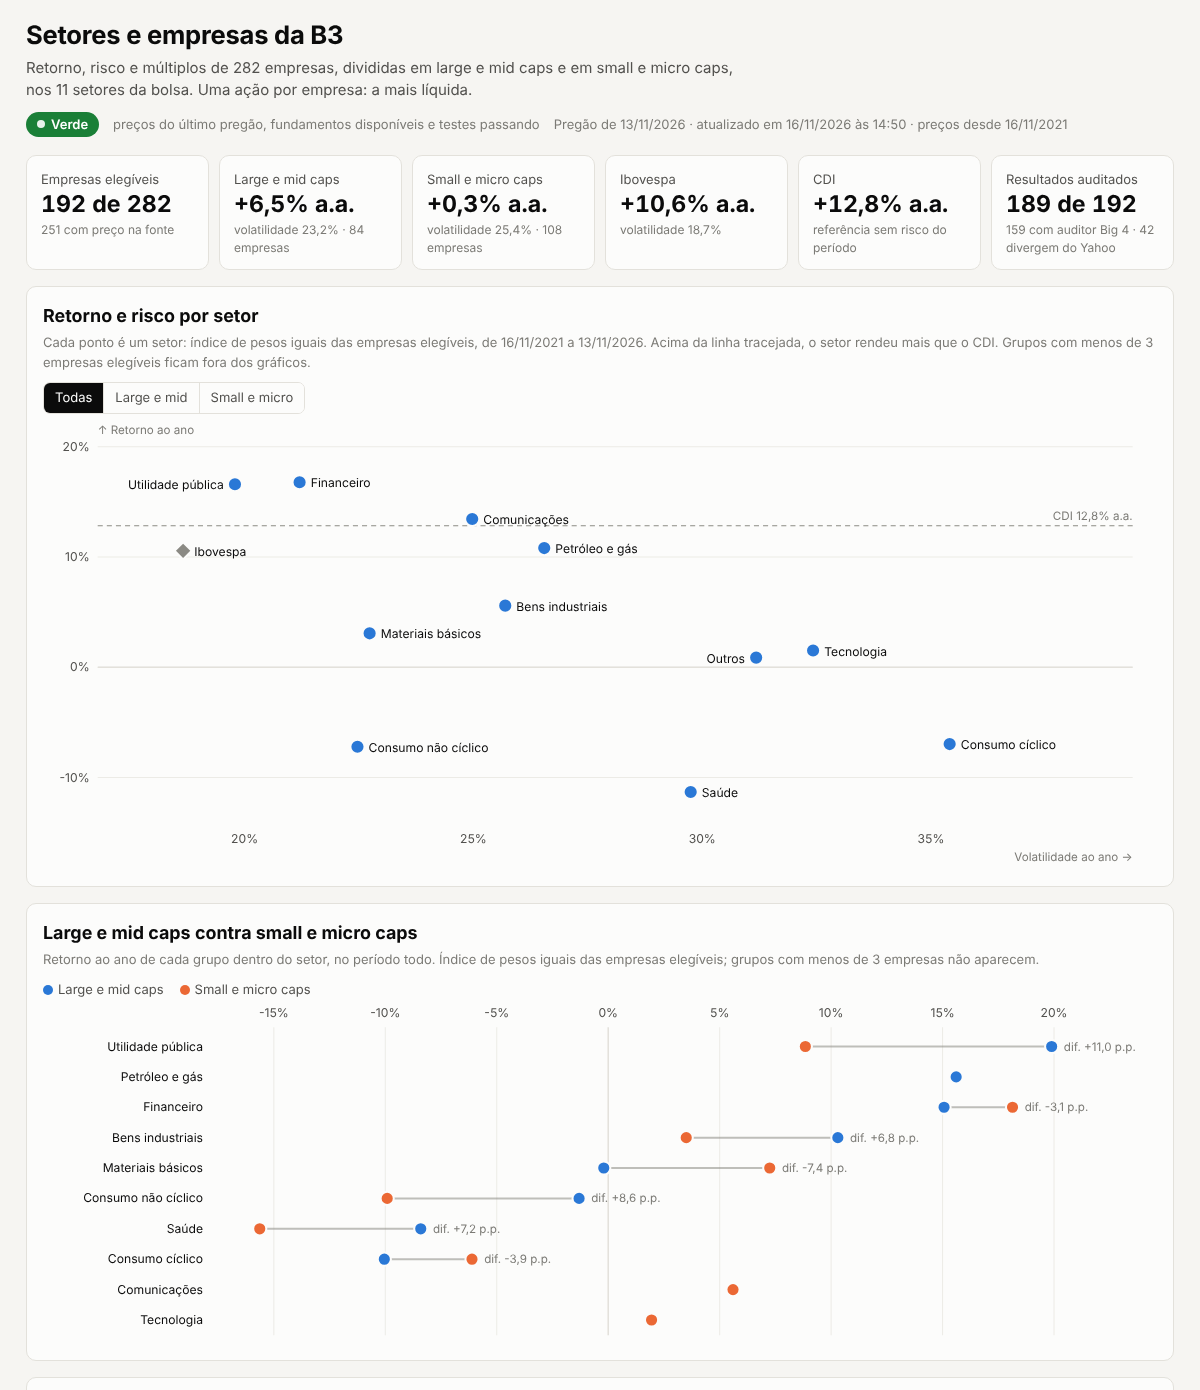 Setores e empresas da B3
Retorno, risco e múltiplos de 282 empresas, divididas em large e mid caps e em small e micro caps,
nos 11 setores da bolsa. Uma ação por empresa: a mais líquida.
Verde
preços do último pregão, fundamentos disponíveis e testes passando
Pregão de 13/11/2026 · atualizado em 16/11/2026 às 14:50 · preços desde 16/11/2021
Empresas elegíveis
192 de 282
251 com preço na fonte
Large e mid caps
+6,5% a.a.
volatilidade 23,2% · 84
empresas
Small e micro caps
+0,3% a.a.
volatilidade 25,4% · 108
empresas
Ibovespa
+10,6% a.a.
volatilidade 18,7%
CDI
+12,8% a.a.
referência sem risco do
período
Resultados auditados
189 de 192
159 com auditor Big 4 · 42
divergem do Yahoo
Retorno e risco por setor
Cada ponto é um setor: índice de pesos iguais das empresas elegíveis, de 16/11/2021 a 13/11/2026. Acima da linha tracejada, o setor rendeu mais que o CDI. Grupos com menos de 3
empresas elegíveis ficam fora dos gráficos.
Todas
Large e mid
Small e micro
↑ Retorno ao ano
20%
Utilidade pública
Financeiro
CDI 12,8% a.a.
Comunicações
10%
Ibovespa
Petróleo e gás
Bens industriais
Materiais básicos
0%
Outros
Tecnologia
Consumo não cíclico
Consumo cíclico
-10%
Saúde
20%
25%
30%
35%
Volatilidade ao ano →
Large e mid caps contra small e micro caps
Retorno ao ano de cada grupo dentro do setor, no período todo. Índice de pesos iguais das empresas elegíveis; grupos com menos de 3 empresas não aparecem.
Large e mid caps
Small e micro caps
-15%
-10%
-5%
0%
5%
10%
15%
20%
Utilidade pública
dif. +11,0 p.p.
Petróleo e gás
Financeiro
dif. -3,1 p.p.
Bens industriais
dif. +6,8 p.p.
Materiais básicos
dif. -7,4 p.p.
Consumo não cíclico
dif. +8,6 p.p.
Saúde
dif. +7,2 p.p.
Consumo cíclico
dif. -3,9 p.p.
Comunicações
Tecnologia